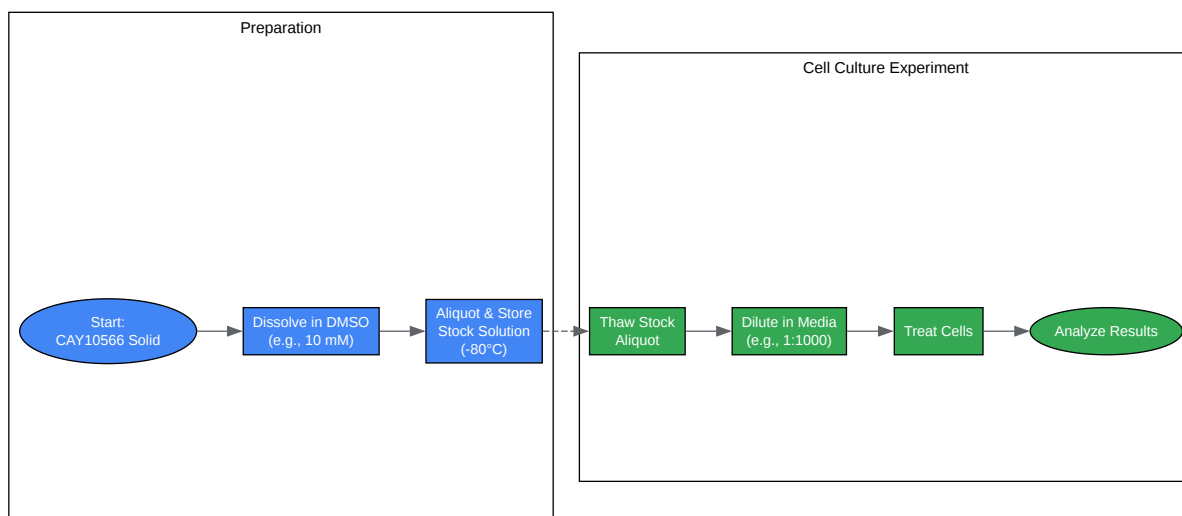 Preparation
Start:
CAY10566 Solid
Dissolve in DMSO
(e.g., 10 mM)
Aliquot & Store
Stock Solution
(-80°C)
Cell Culture Experiment
Thaw Stock
Aliquot
Dilute in Media
(e.g., 1:1000)
Treat Cells
Analyze Results